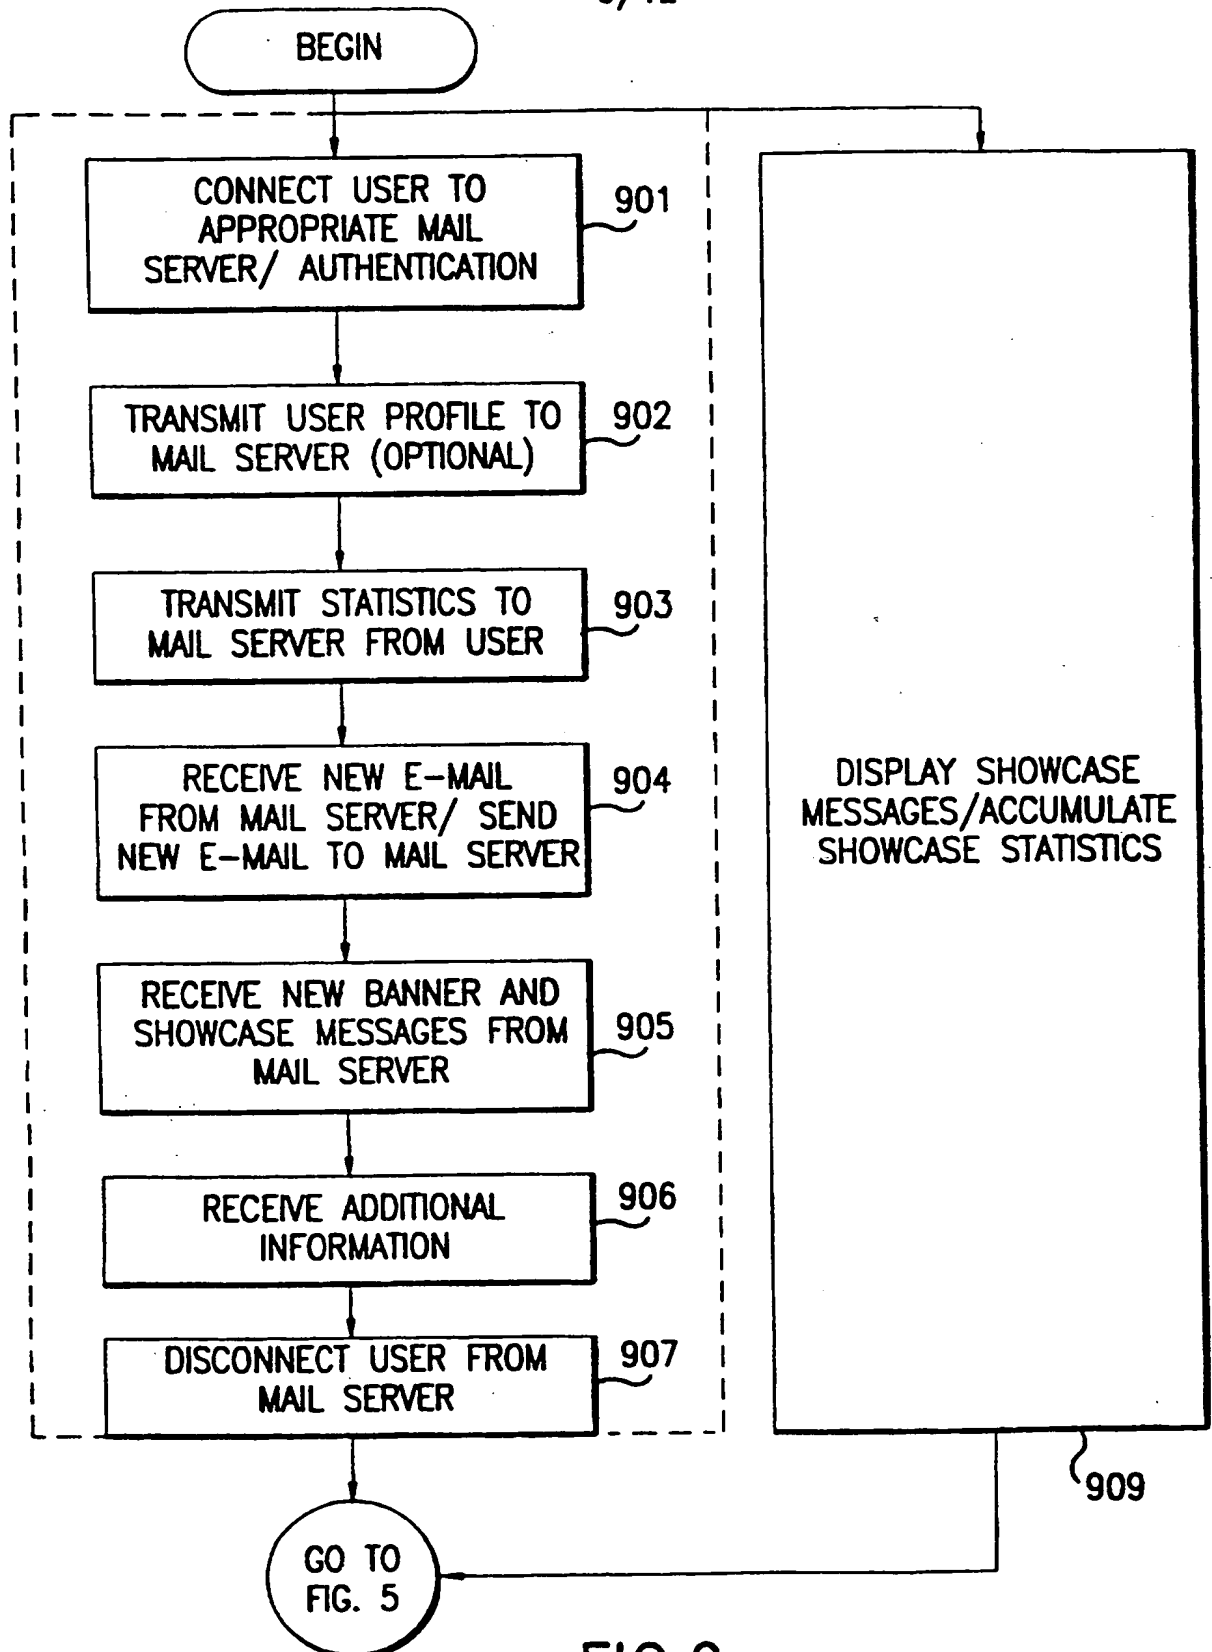 BEGIN
CONNECT USER TO
APPROPRIATE MAIL
SERVER/ AUTHENTICATION
901
TRANSMIT USER PROFILE TO
MAIL SERVER (OPTIONAL)
902
TRANSMIT STATISTICS TO
MAIL SERVER FROM USER
903
RECEIVE NEW E-MAIL
FROM MAIL SERVER/ SEND
NEW E-MAIL TO MAIL SERVER
904
RECEIVE NEW BANNER AND
SHOWCASE MESSAGES FROM
MAIL SERVER
905
RECEIVE ADDITIONAL
INFORMATION
906
DISCONNECT USER FROM
MAIL SERVER
907
DISPLAY SHOWCASE
MESSAGES/ACCUMULATE
SHOWCASE STATISTICS
909
GO TO
FIG. 5